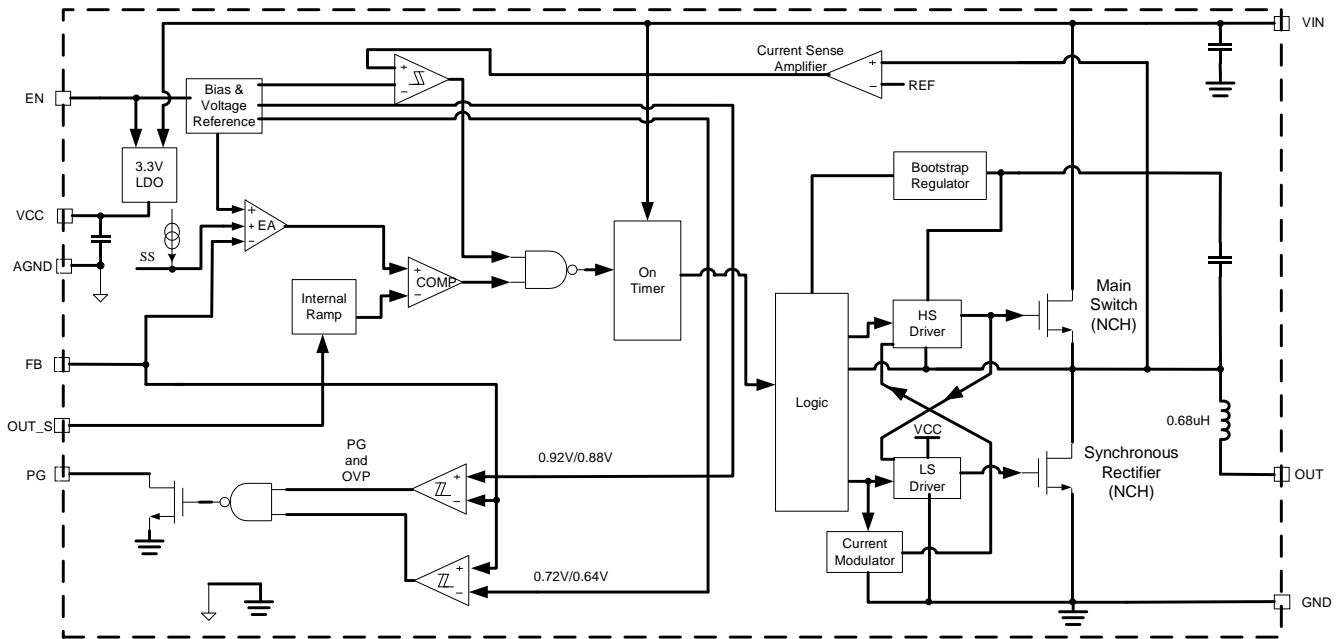 VIN
Current Sense
Amplifier
+
−
REF
+
−
EN
Bias &
Voltage
Reference
3.3V
LDO
Bootstrap
Regulator
VCC
+
+ EA
−
SS
AGND
+
COMP
−
On
Timer
Internal
Ramp
Main
Switch
(NCH)
HS
Driver
FB
Logic
0.68uH
OUT_S
VCC
PG
and
OVP
0.92V/0.88V
Synchronous
Rectifier
(NCH)
PG
+
−
LS
Driver
OUT
Current
Modulator
+
−
0.72V/0.64V
GND